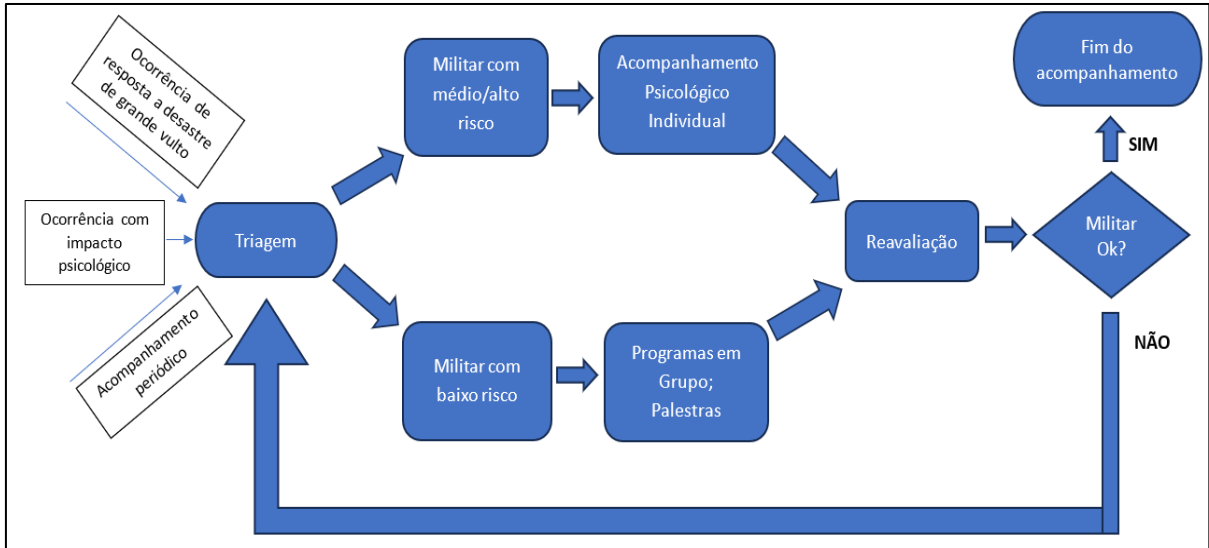 Ocorrência de
resposta a desastre
de grande vulto
Ocorrência com
impacto
psicológico
Acompanhamento
periódico
Triagem
Militar com
médio/alto
risco
Acompanhamento
Psicológico
Individual
Militar com
baixo risco
Programas em
Grupo;
Palestras
Reavaliação
Militar
Ok?
SIM
Fim do
acompanhamento
NÃO